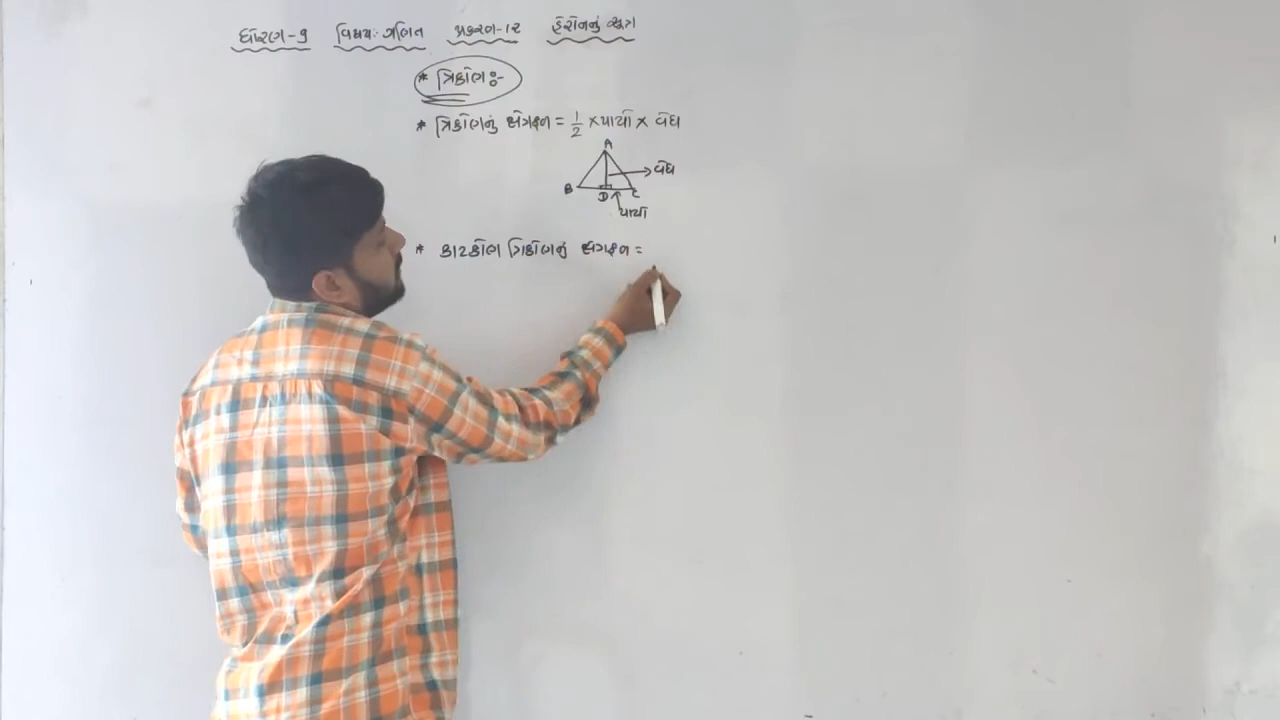 ધોરણ-9 વિષય: ગણિત પ્રકરણ-12 હેરોનનું સૂત્ર
* ત્રિકોણ:-
* ત્રિકોણનું ક્ષેત્રફળ = 1/2 × પાયો × વેધ
A
વેધ
B D C
પાયો
* કાટકોણ ત્રિકોણનું ક્ષેત્રફળ =